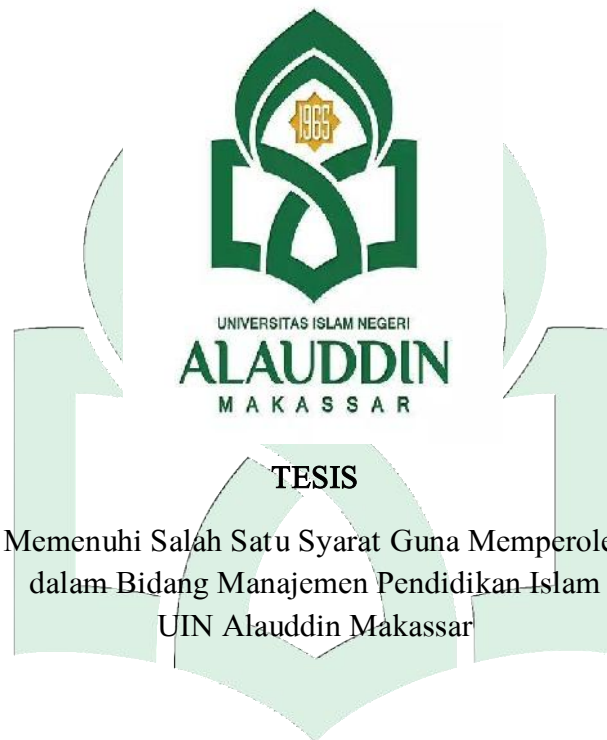 1965
UNIVERSITAS ISLAM NEGERI
ALAUDDIN
MAKASSAR
TESIS
Memenuhi Salah Satu Syarat Guna
dalam Bidang Manajemen Pendidikan Islam
UIN Alauddin Makassar